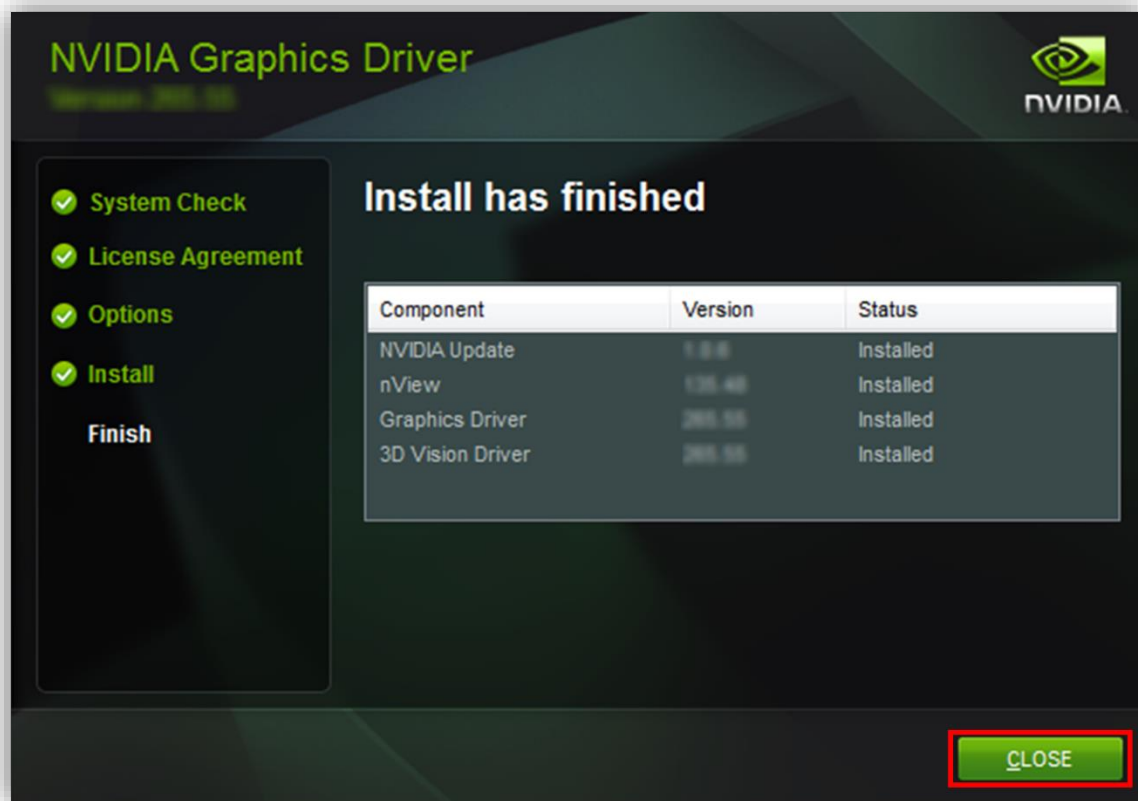 NVIDIA Graphics Driver
NVIDIA
System Check
License Agreement
Options
Install
Finish
Install has finished
Component Version Status
NVIDIA Update Installed
nView Installed
Graphics Driver Installed
3D Vision Driver Installed
CLOSE